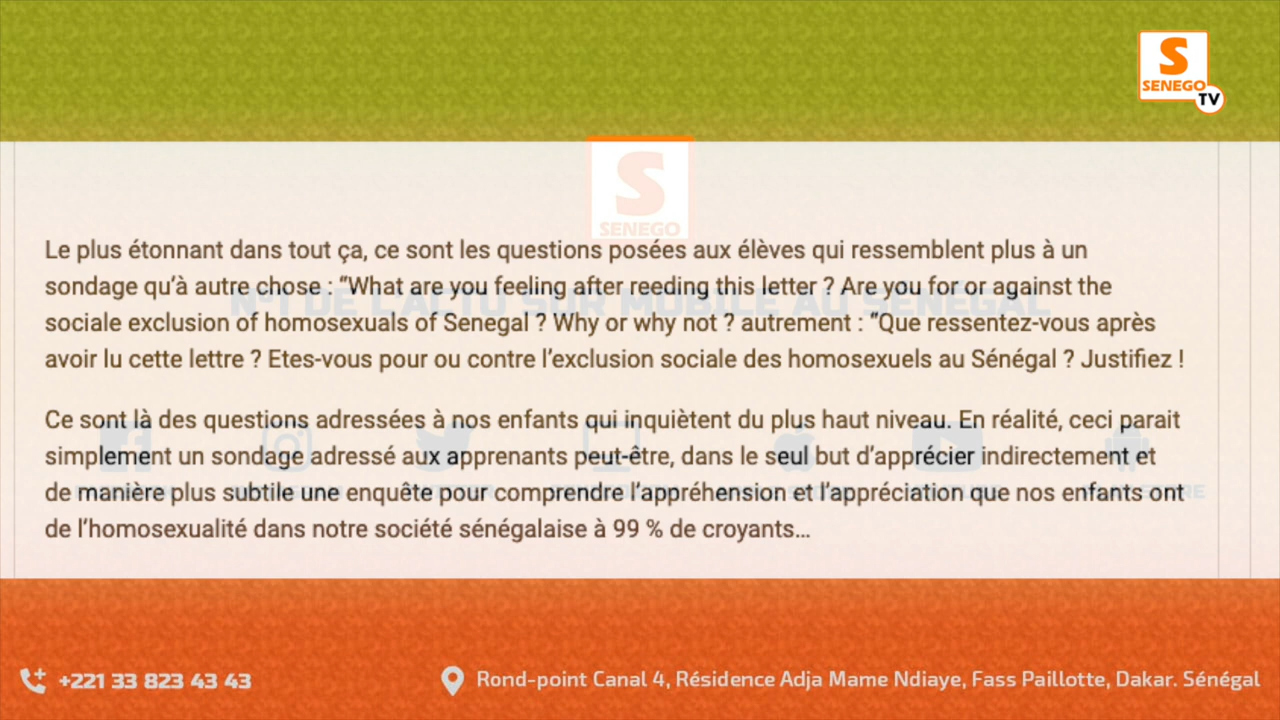 S
SENEGO
TV
S
SENEGO
Le plus étonnant dans tout ça, ce sont les questions posées aux élèves qui ressemblent plus à un
sondage qu’à autre chose : “What are you feeling after reeding this letter ? Are you for or against the
N°1 DE L'ACTU SUR MOBILE AU SENEGAL
sociale exclusion of homosexuals of Senegal ? Why or why not ? autrement : “Que ressentez-vous après
avoir lu cette lettre ? Etes-vous pour ou contre l’exclusion sociale des homosexuels au Sénégal ? Justifiez !
Ce sont là des questions adressées à nos enfants qui inquiètent du plus haut niveau. En réalité, ceci parait
simplement un sondage adressé aux apprenants peut-être, dans le seul but d’apprécier indirectement et
de manière plus subtile une enquête pour comprendre l’appréhension et l’appréciation que nos enfants ont
de l’homosexualité dans notre société sénégalaise à 99 % de croyants...
+221 33 823 43 43
Rond-point Canal 4, Résidence Adja Mame Ndiaye, Fass Paillotte, Dakar. Sénégal